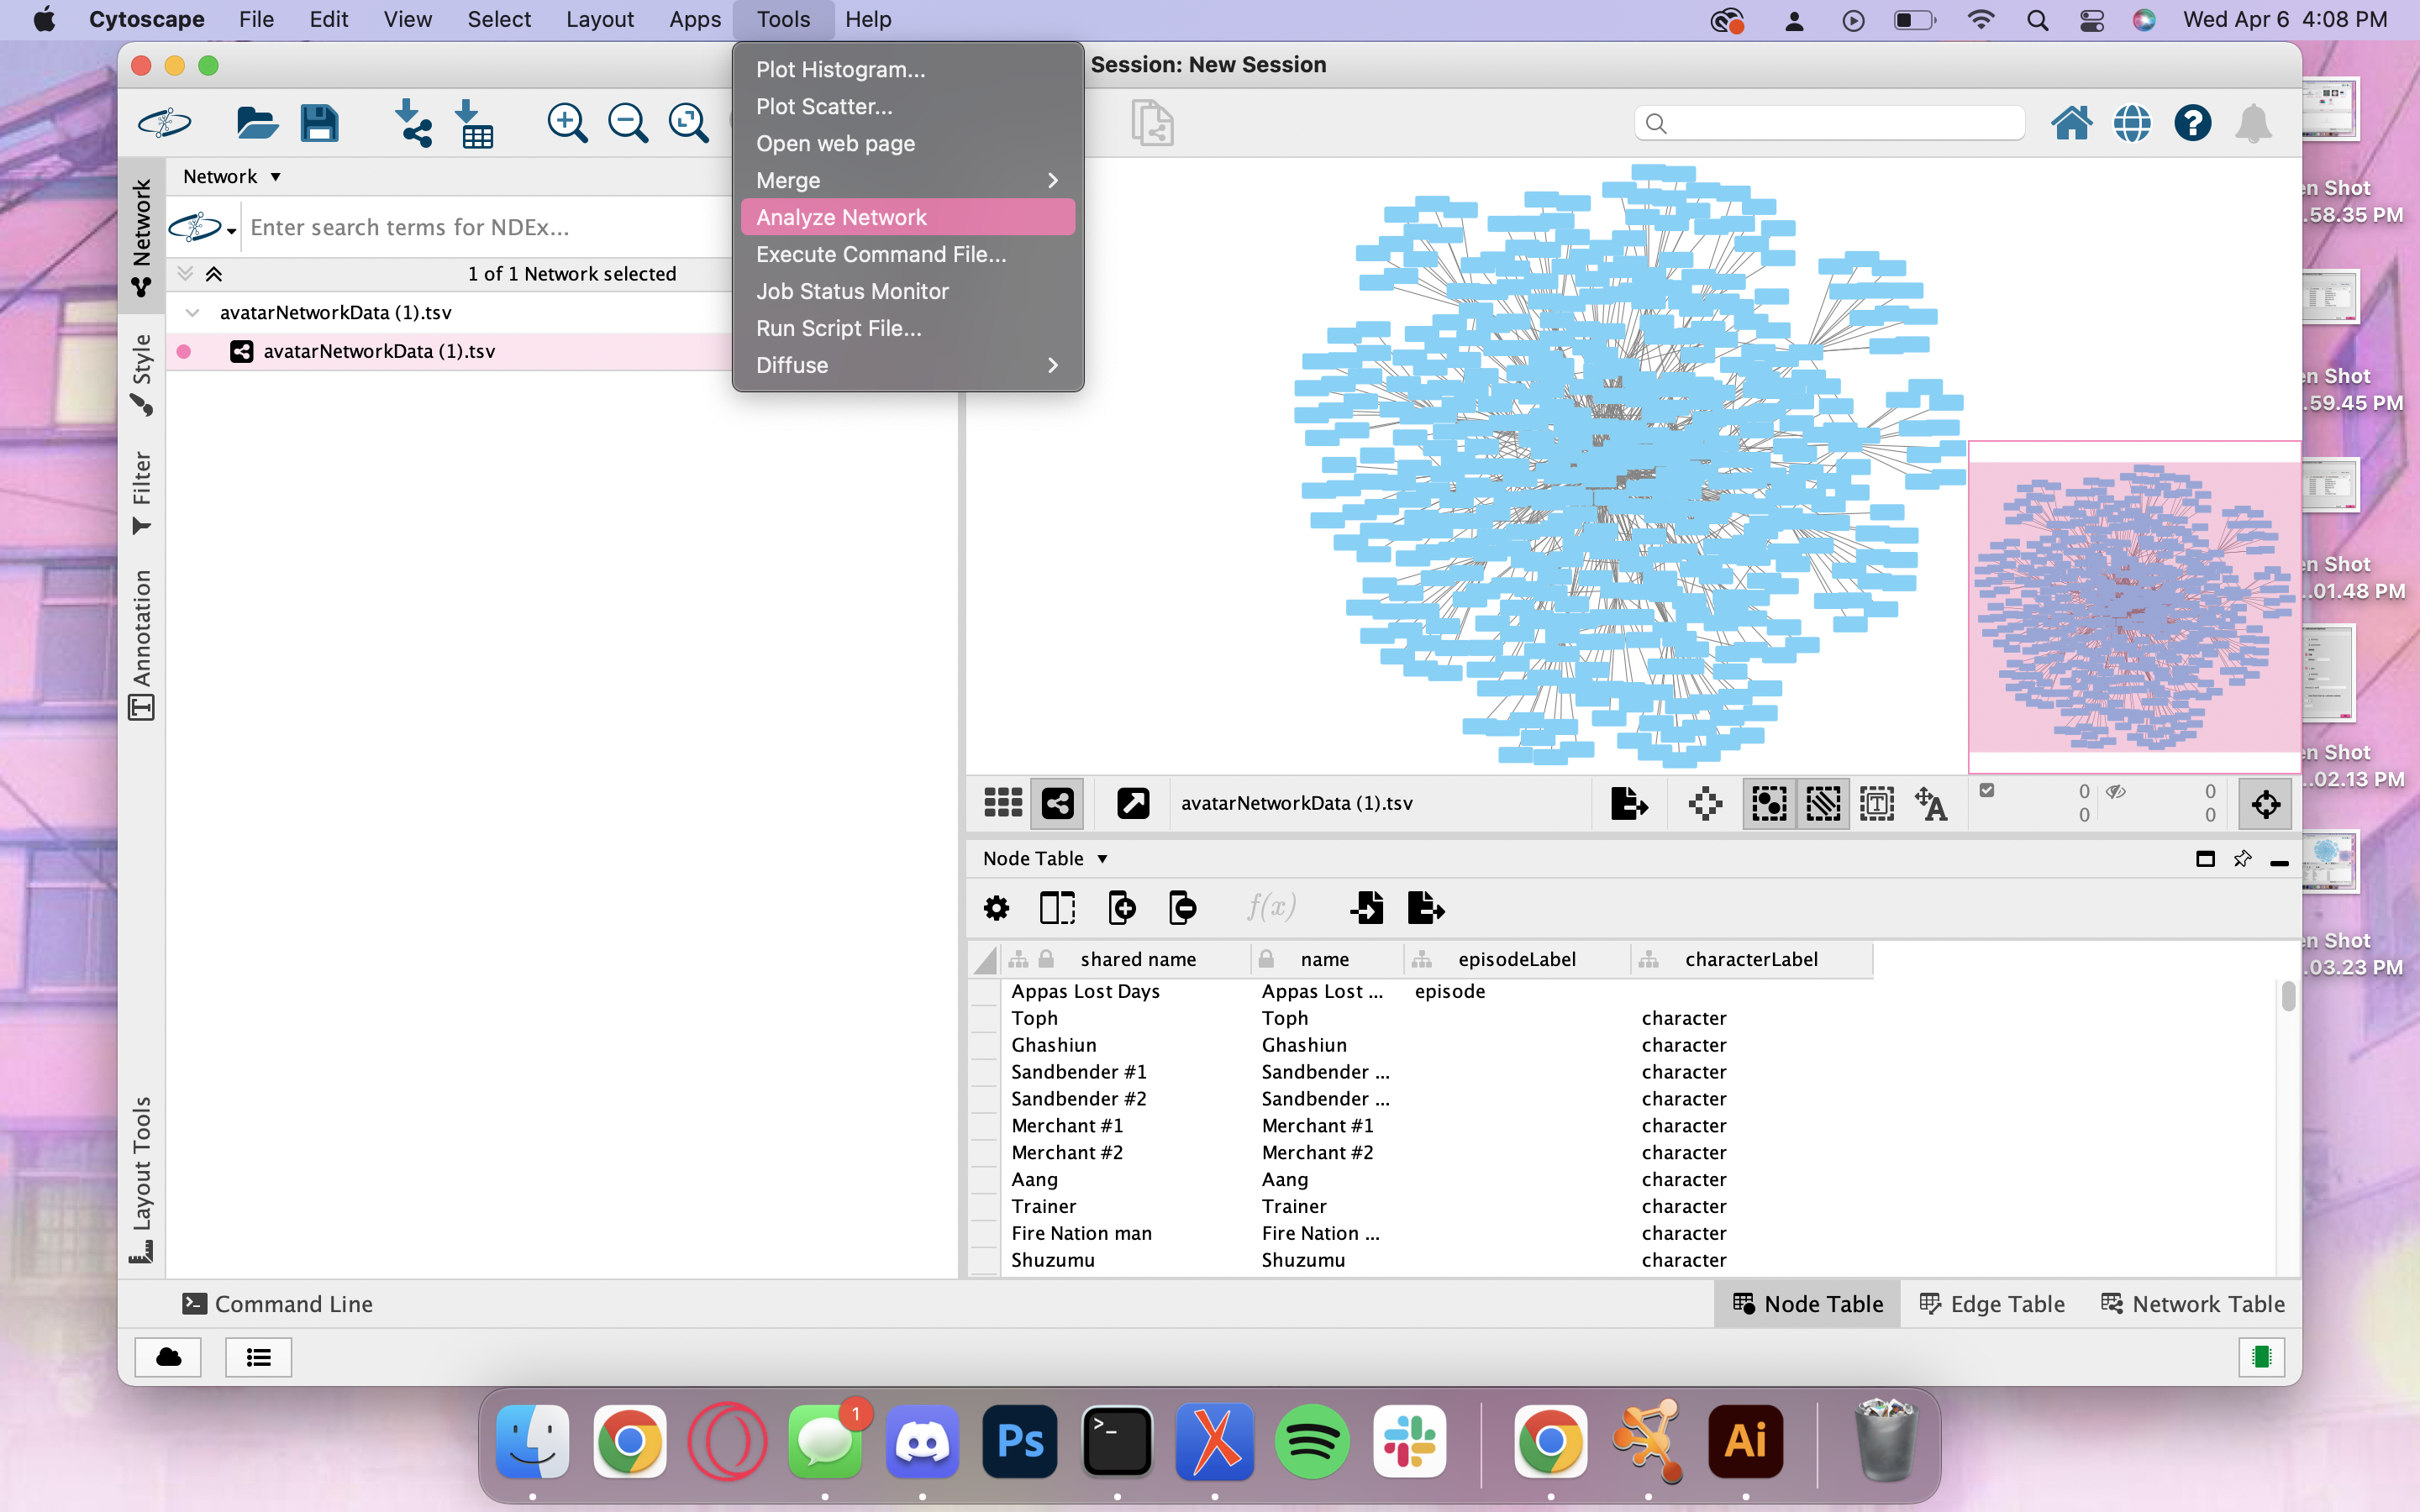 Cytoscape File Edit View Select Layout Apps Tools Help Wed Apr 6 4:08 PM
Session: New Session
Plot Histogram...
Plot Scatter...
Open web page
Merge
Analyze Network
Execute Command File...
Job Status Monitor
Run Script File...
Diffuse
Network
Style
Filter
Annotation
Layout Tools
Network
Enter search terms for NDEx...
1 of 1 Network selected
avatarNetworkData (1).tsv
avatarNetworkData (1).tsv
avatarNetworkData (1).tsv
0 0
0 0
Node Table
f(x)
shared name name episodeLabel characterLabel
Appas Lost Days Appas Lost ... episode
Toph Toph character
Ghashiun Ghashiun character
Sandbender #1 Sandbender ... character
Sandbender #2 Sandbender ... character
Merchant #1 Merchant #1 character
Merchant #2 Merchant #2 character
Aang Aang character
Trainer Trainer character
Fire Nation man Fire Nation ... character
Shuzumu Shuzumu character
Command Line Node Table Edge Table Network Table
en Shot
.58.35 PM
en Shot
.59.45 PM
en Shot
..01.48 PM
en Shot
..02.13 PM
en Shot
.03.23 PM
1
Ps
>_
Ai